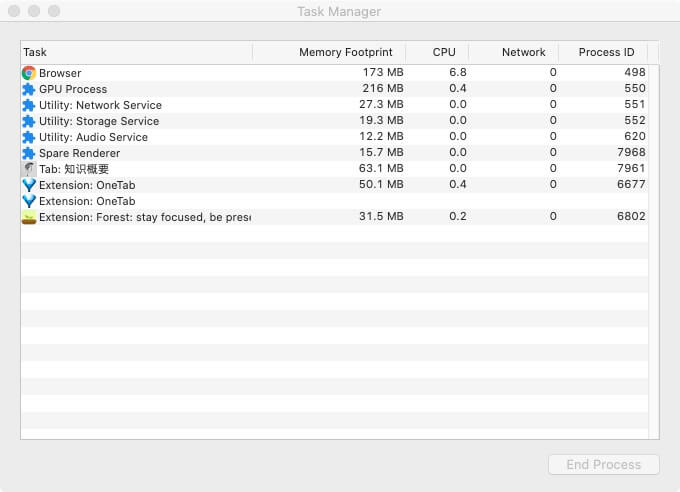 Task Manager
Task Memory Footprint CPU Network Process ID
Browser 173 MB 6.8 0 498
GPU Process 216 MB 0.4 0 550
Utility: Network Service 27.3 MB 0.0 0 551
Utility: Storage Service 19.3 MB 0.0 0 552
Utility: Audio Service 12.2 MB 0.0 0 620
Spare Renderer 15.7 MB 0.0 0 7968
Tab: 知识概要 63.1 MB 0.0 0 7961
Extension: OneTab 50.1 MB 0.4 0 6677
Extension: OneTab
Extension: Forest: stay focused, be prese 31.5 MB 0.2 0 6802
End Process